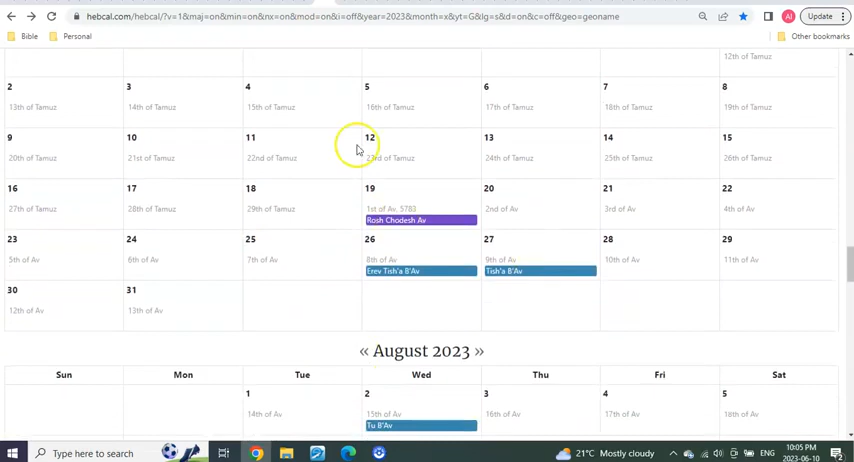 hebcal.com/hebcal/?v=1&maj=on&min=on&nx=on&mod=on&i=off&year=2023&month=x&yt=G&lg=s&d=on&c=off&geo=geoname
AI
Update
Bible
Personal
Other bookmarks
12th of Tamuz
2 3 4 5 6 7 8
13th of Tamuz 14th of Tamuz 15th of Tamuz 16th of Tamuz 17th of Tamuz 18th of Tamuz 19th of Tamuz
9 10 11 12 13 14 15
20th of Tamuz 21st of Tamuz 22nd of Tamuz 23rd of Tamuz 24th of Tamuz 25th of Tamuz 26th of Tamuz
16 17 18 19 20 21 22
27th of Tamuz 28th of Tamuz 29th of Tamuz 1st of Av, 5783 2nd of Av 3rd of Av 4th of Av
Rosh Chodesh Av
23 24 25 26 27 28 29
5th of Av 6th of Av 7th of Av 8th of Av 9th of Av 10th of Av 11th of Av
Erev Tish'a B'Av Tish'a B'Av
30 31
12th of Av 13th of Av
« August 2023 »
Sun Mon Tue Wed Thu Fri Sat
1 2 3 4 5
14th of Av 15th of Av 16th of Av 17th of Av 18th of Av
Tu B'Av
Type here to search
21°C Mostly cloudy
ENG
10:05 PM
2023-06-10
2